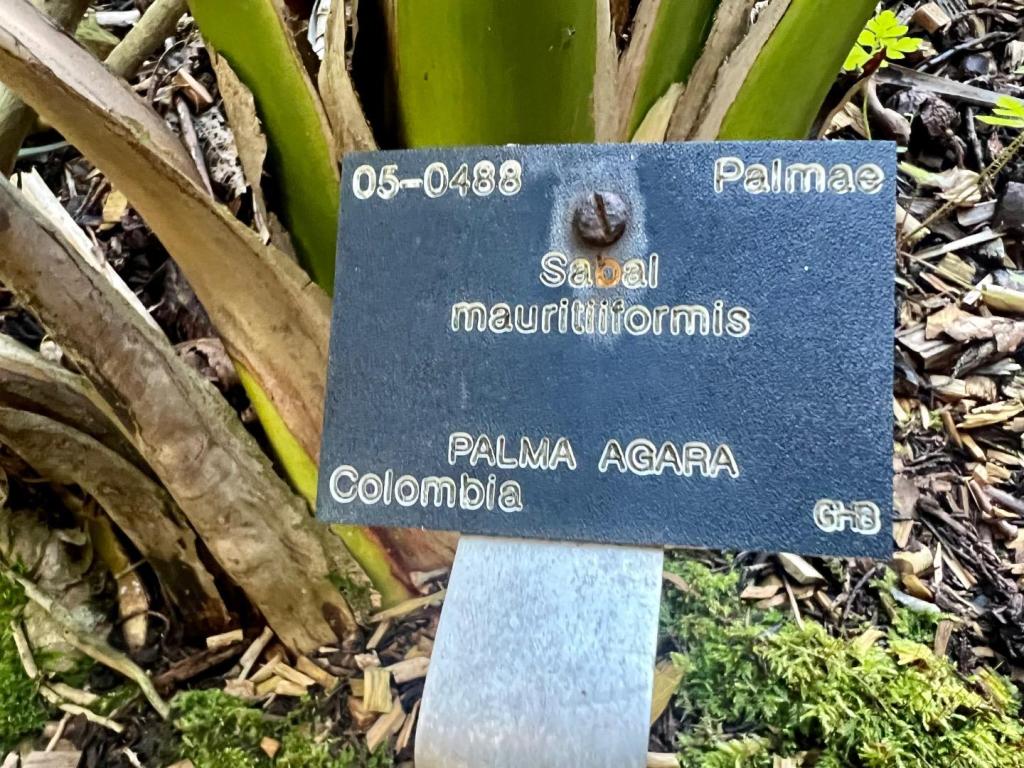 05-0488 Palmae
Sabal
mauritiiformis
PALMA AGARA
Colombia
GHB